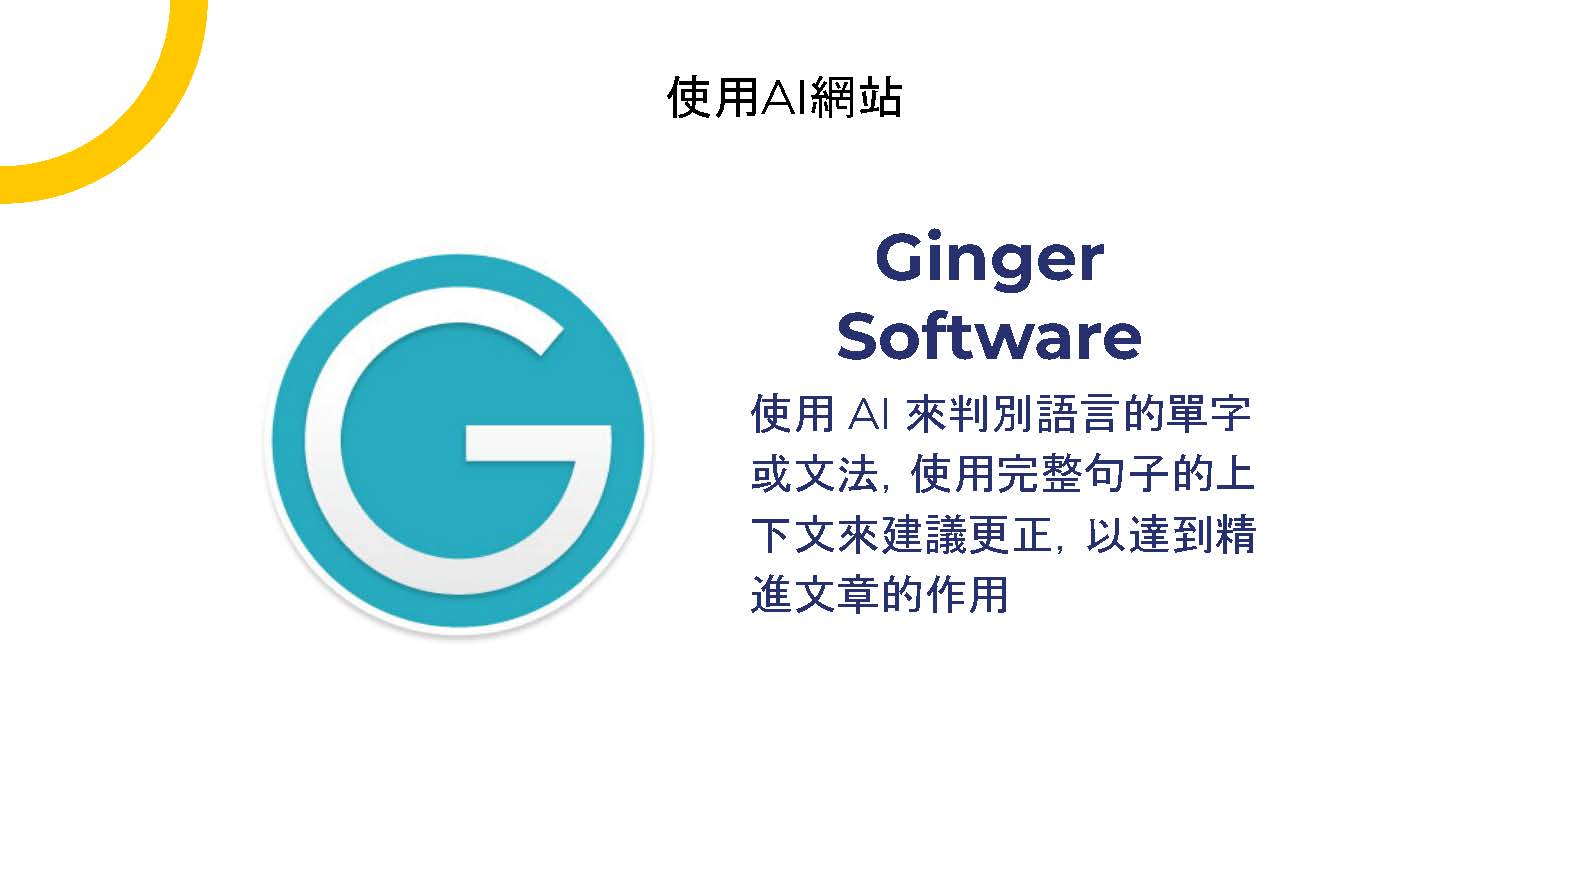 使用AI網站
Ginger
Software
使用 AI 來判別語言的單字
或文法, 使用完整句子的上
下文來建議更正, 以達到精
進文章的作用